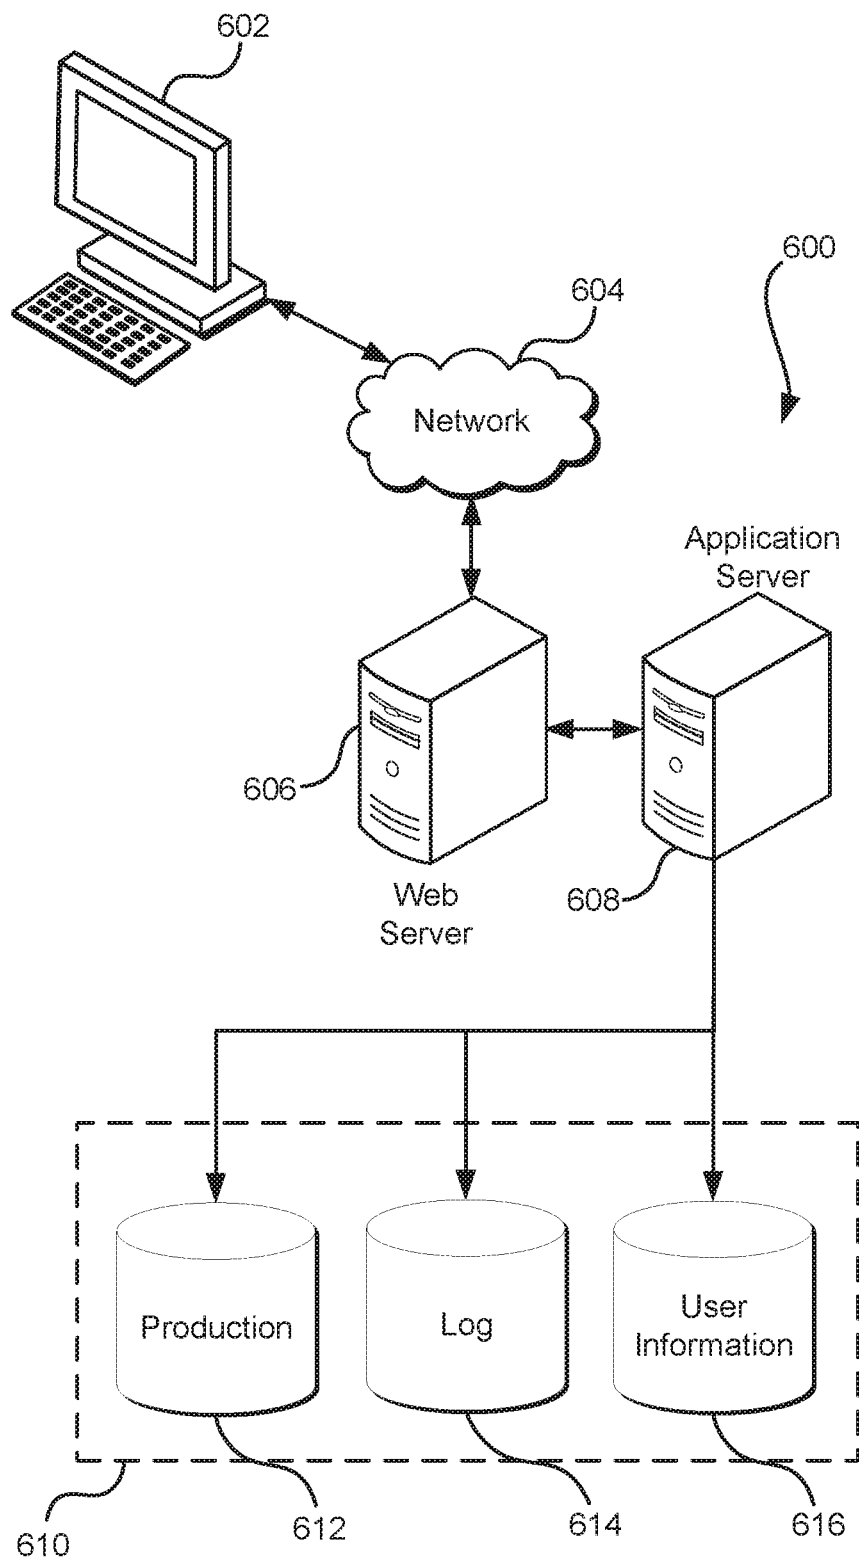 602
600
604
Network
Application
Server
606
608
Web
Server
Production
Log
User
Information
610
612
614
616